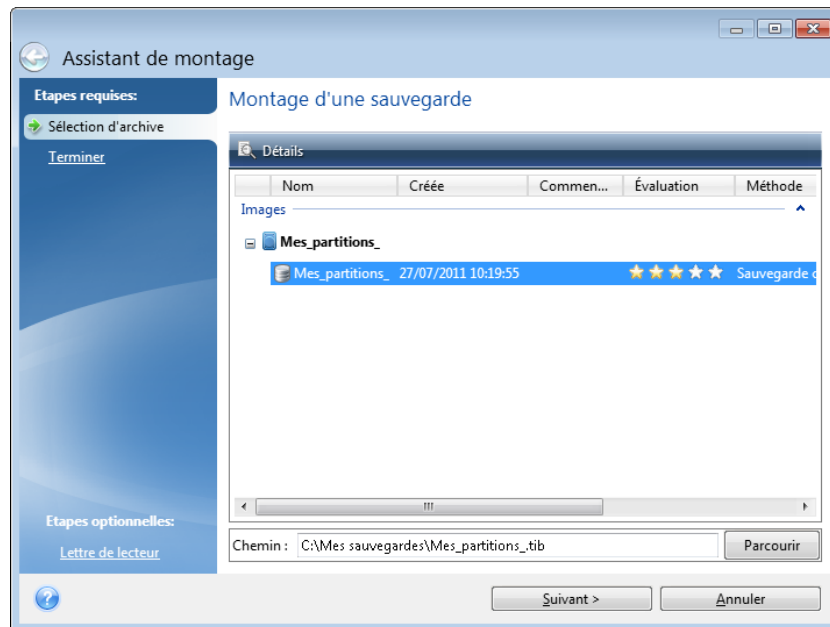 Assistant de montage
Etapes requises:
Sélection d'archive
Terminer
Montage d'une sauvegarde
Détails
Nom Créée Commen... Évaluation Méthode
Images
Mes_partitions_
Mes_partitions_ 27/07/2011 10:19:55 Sauvegarde
Etapes optionnelles:
Lettre de lecteur
Chemin : C:\Mes sauvegardes\Mes_partitions_.tib Parcourir
Suivant > Annuler